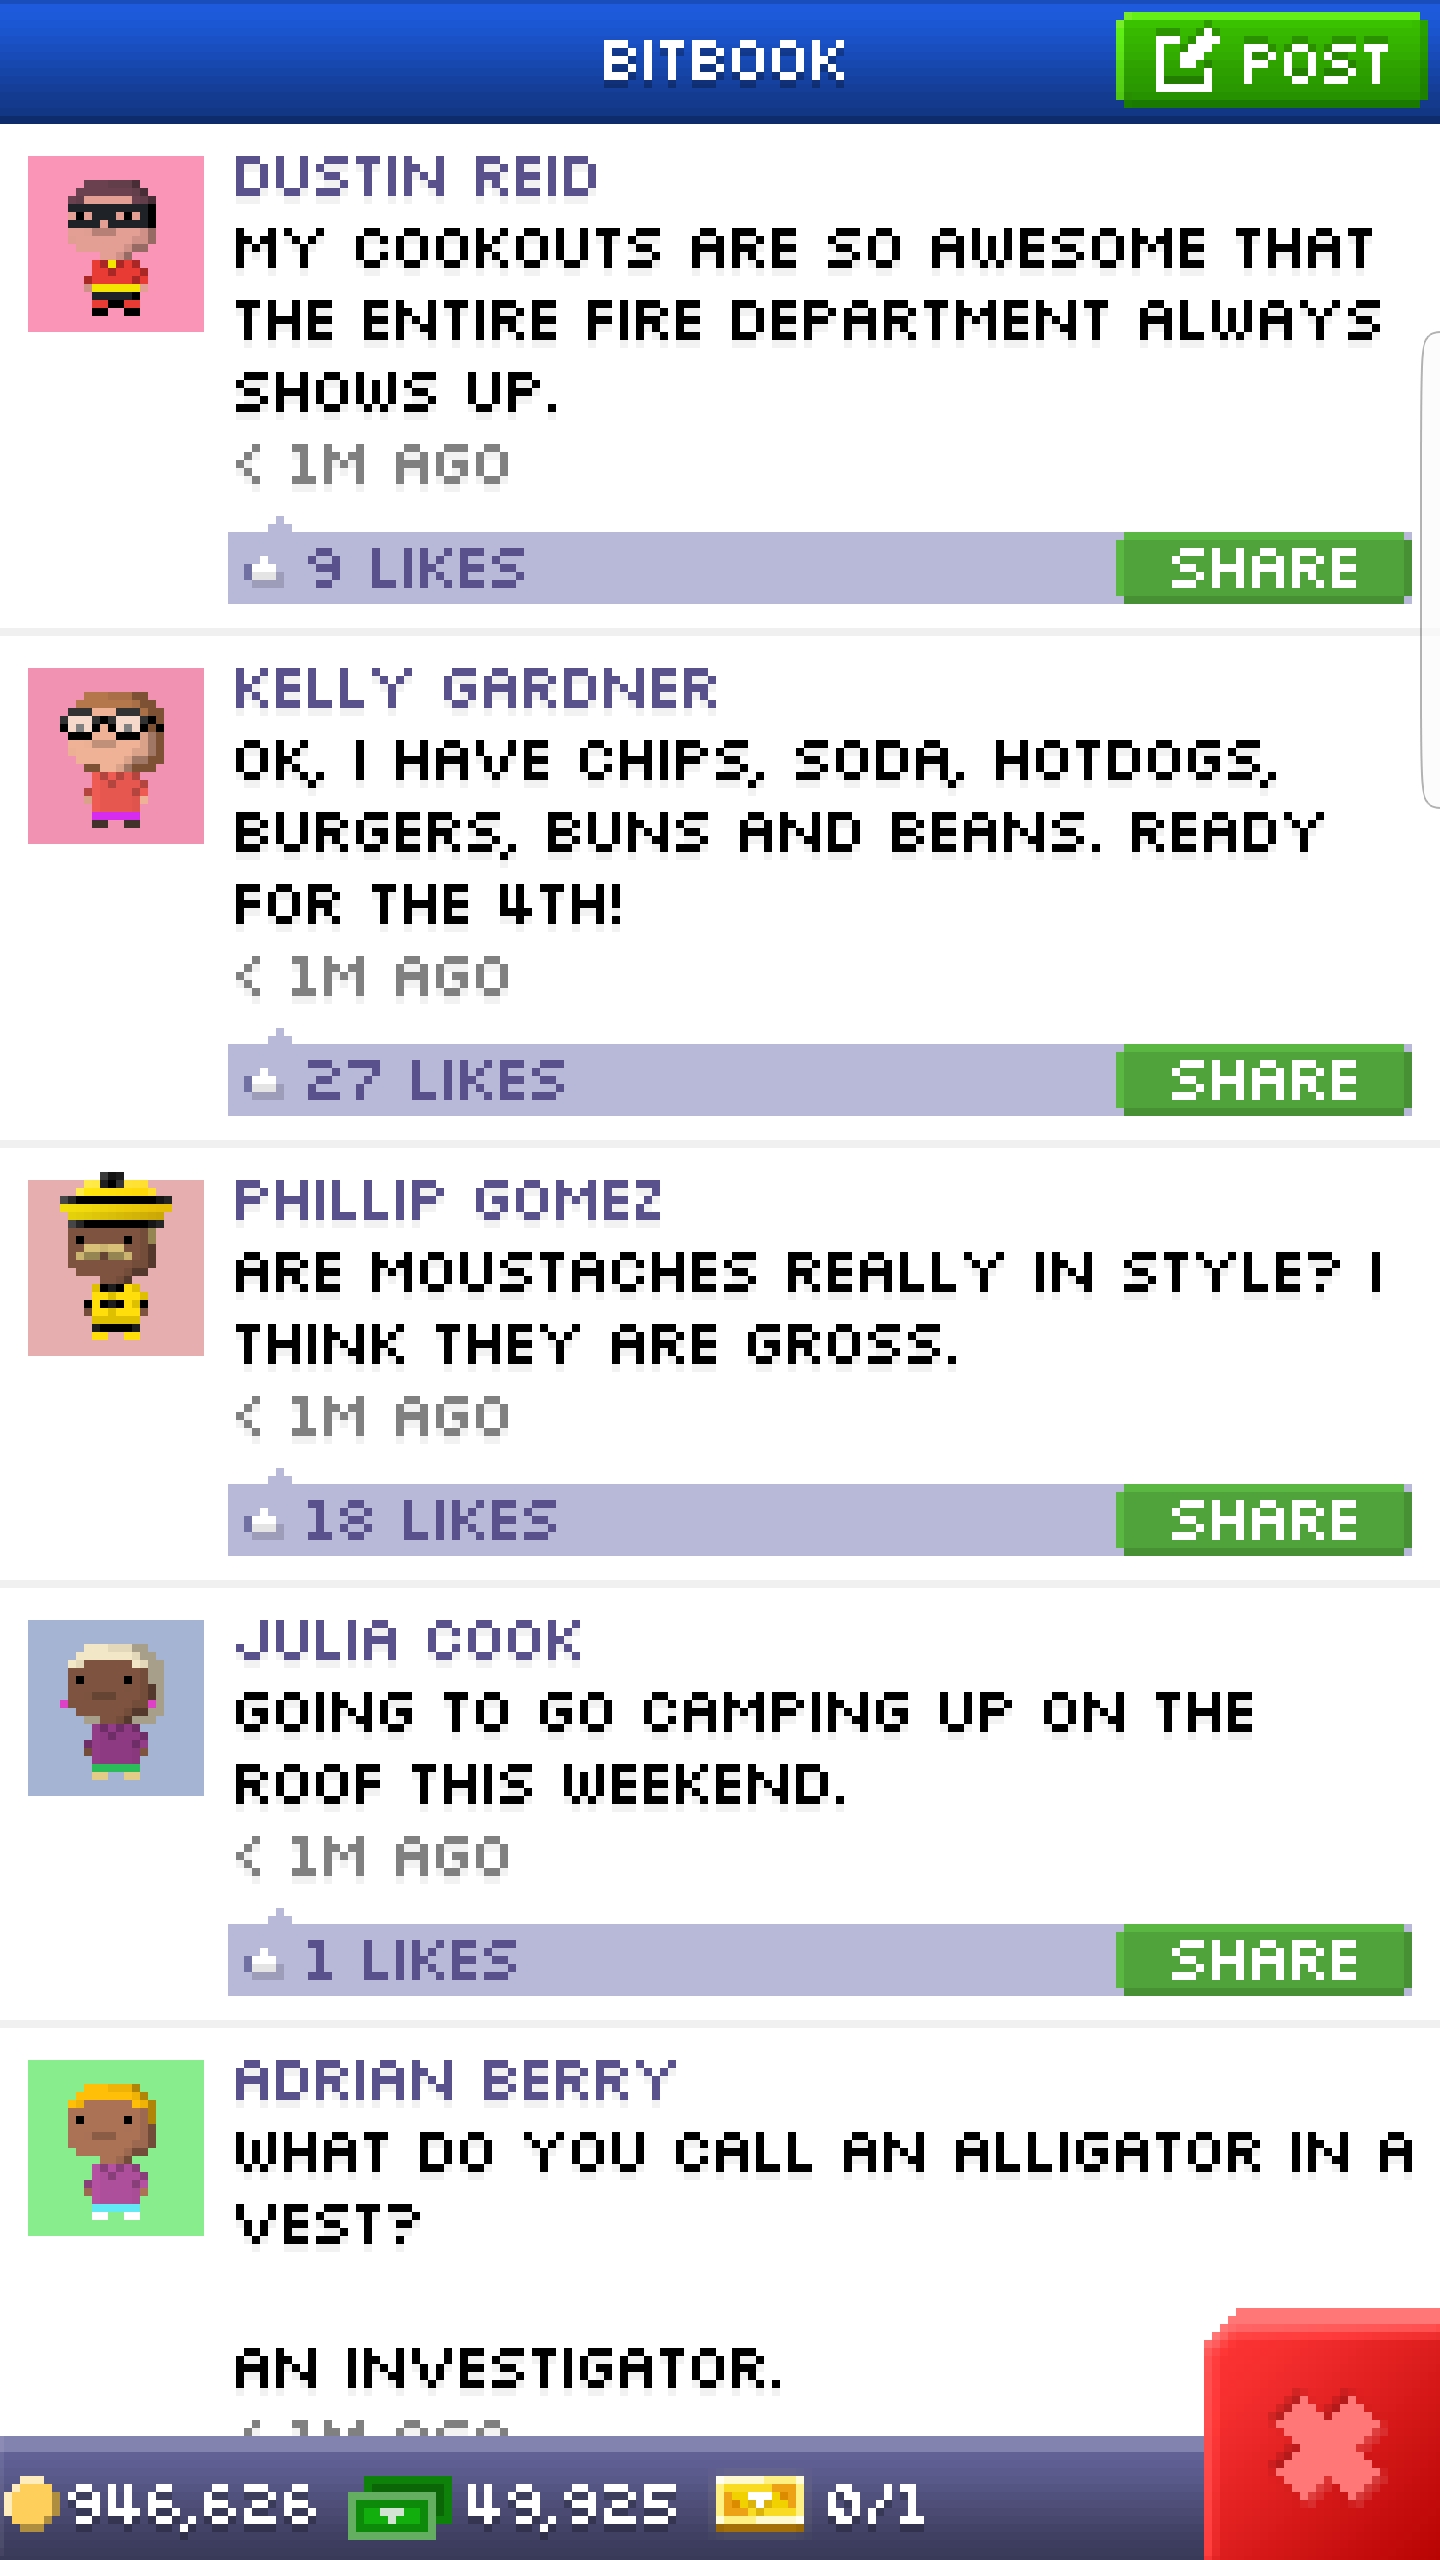 BITBOOK
POST
DUSTIN REID
MY COOKOUTS ARE SO AWESOME THAT
THE ENTIRE FIRE DEPARTMENT ALWAYS
SHOWS UP.
< 1M AGO
9 LIKES
SHARE
KELLY GARDNER
OK, I HAVE CHIPS, SODA, HOTDOGS,
BURGERS, BUNS AND BEANS. READY
FOR THE 4TH!
< 1M AGO
27 LIKES
SHARE
PHILLIP GOMEZ
ARE MOUSTACHES REALLY IN STYLE? I
THINK THEY ARE GROSS.
< 1M AGO
18 LIKES
SHARE
JULIA COOK
GOING TO GO CAMPING UP ON THE
ROOF THIS WEEKEND.
< 1M AGO
1 LIKES
SHARE
ADRIAN BERRY
WHAT DO YOU CALL AN ALLIGATOR IN A
VEST?
AN INVESTIGATOR.
< 1M AGO
946,626
49,925
0/1